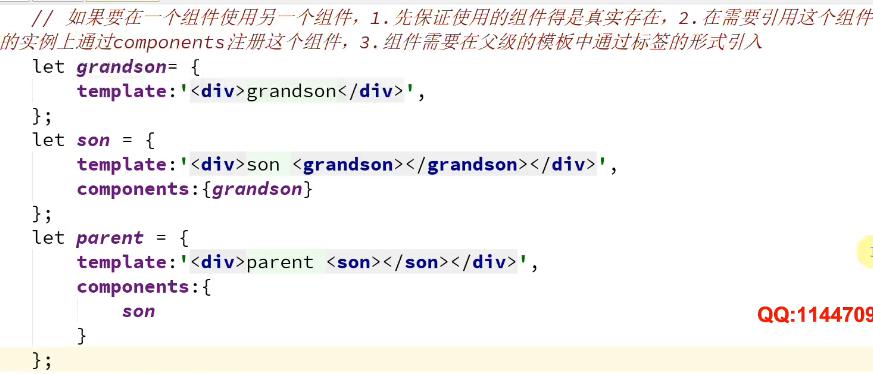 // 如果要在一个组件使用另一个组件，1.先保证使用的组件得是真实存在，2.在需要引用这个组件
的实例上通过components注册这个组件，3.组件需要在父级的模板中通过标签的形式引入
let grandson= {
template:'<div>grandson</div>',
};
let son = {
template:'<div>son <grandson></grandson></div>',
components:{grandson}
};
let parent = {
template:'<div>parent <son></son></div>',
components:{
son
}
};
QQ:1144709